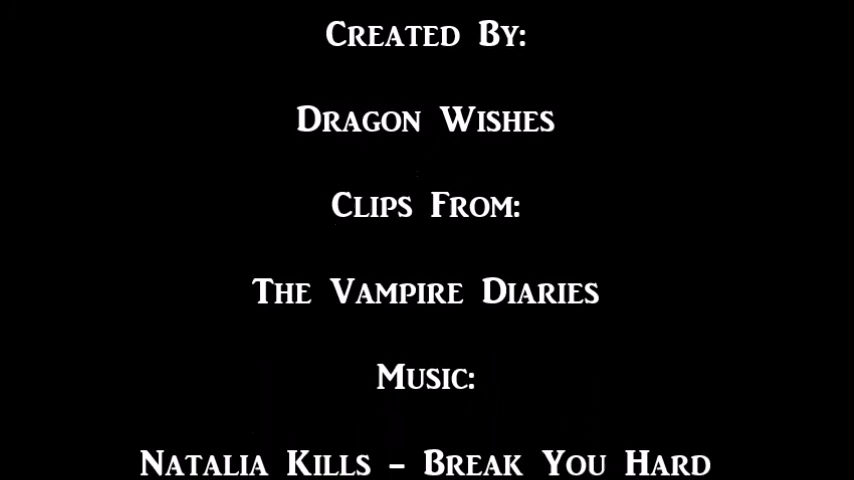 Created By:
Dragon Wishes
Clips From:
The Vampire Diaries
Music:
Natalia Kills – Break You Hard